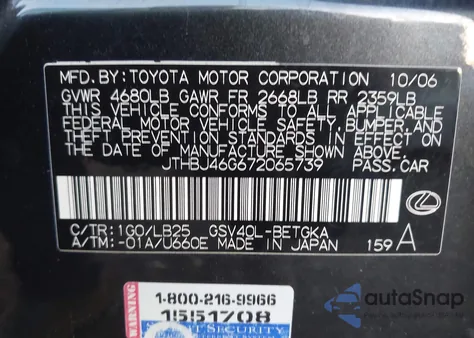 MFD.BY:TOYOTA MOTOR CORPORATION 10/06
GVWR 4680LB GAWR FR 2668LB RR 2359LB
THIS VEHICLE CONFORMS TO ALL APPLICABLE
FEDERAL MOTOR VEHICLE SAFETY, BUMPER, AND
THEFT PREVENTION STANDARDS IN EFFECT ON
THE DATE OF MANUFACTURE SHOWN ABOVE.
JTHBJ46G672065739 PASS.CAR
C/TR:1G0/LB25 GSV40L-BETGKA
A/TM:-01A/U660E MADE IN JAPAN 159 A
1-800-216-9966
1551708
SECURITY
autoSnap